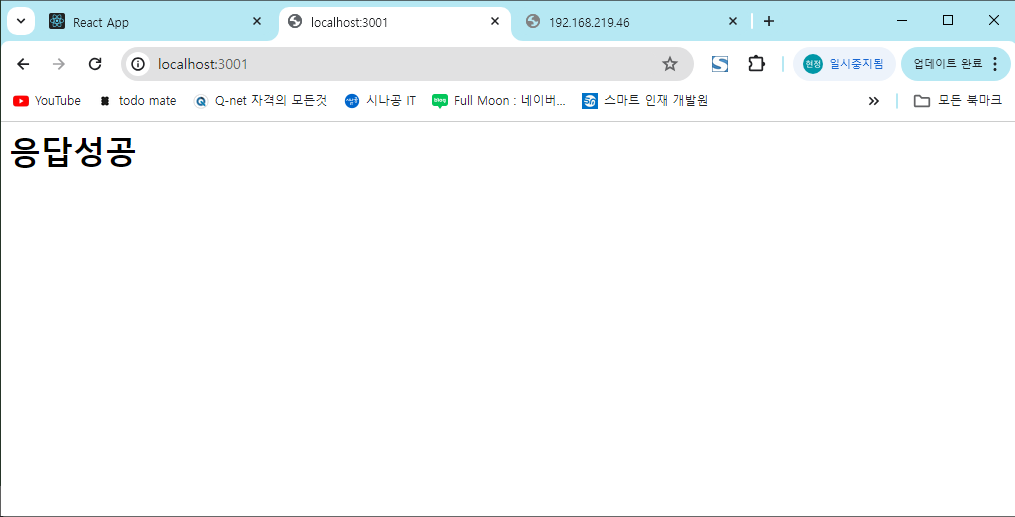 React App
localhost:3001
192.168.219.46
localhost:3001
현정
일시중지됨
업데이트 완료
YouTube
todo mate
Q-net 자격의 모든것
시나공 IT
blog
Full Moon : 네이버...
스마트 인재 개발원
모든 북마크
응답성공